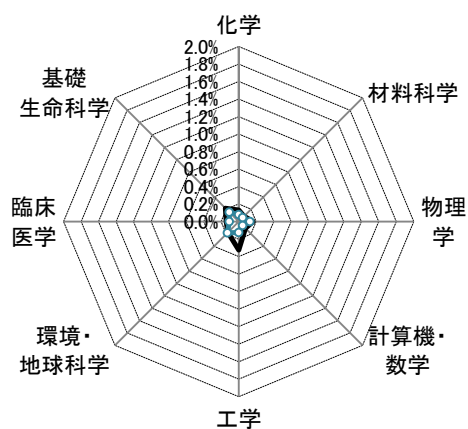 化学
2.0%
1.8%
1.6%
1.4%
1.2%
1.0%
0.8%
0.6%
0.4%
0.2%
0.0%
材料科学
物理
学
計算機・
数学
工学
環境・
地球科学
臨床
医学
基礎
生命科学